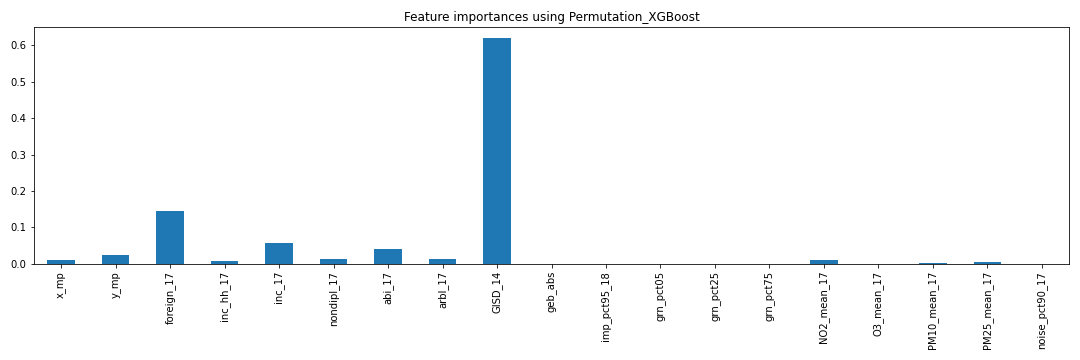 Feature importances using Permutation_XGBoost
0.6
0.5
0.4
0.3
0.2
0.1
0.0
x_mp
y_mp
foreign_17
inc_hh_17
inc_17
nondipl_17
abi_17
arbl_17
GISD_14
geb_abs
imp_pct95_18
grn_pct05
grn_pct25
grn_pct75
NO2_mean_17
O3_mean_17
PM10_mean_17
PM25_mean_17
noise_pct90_17